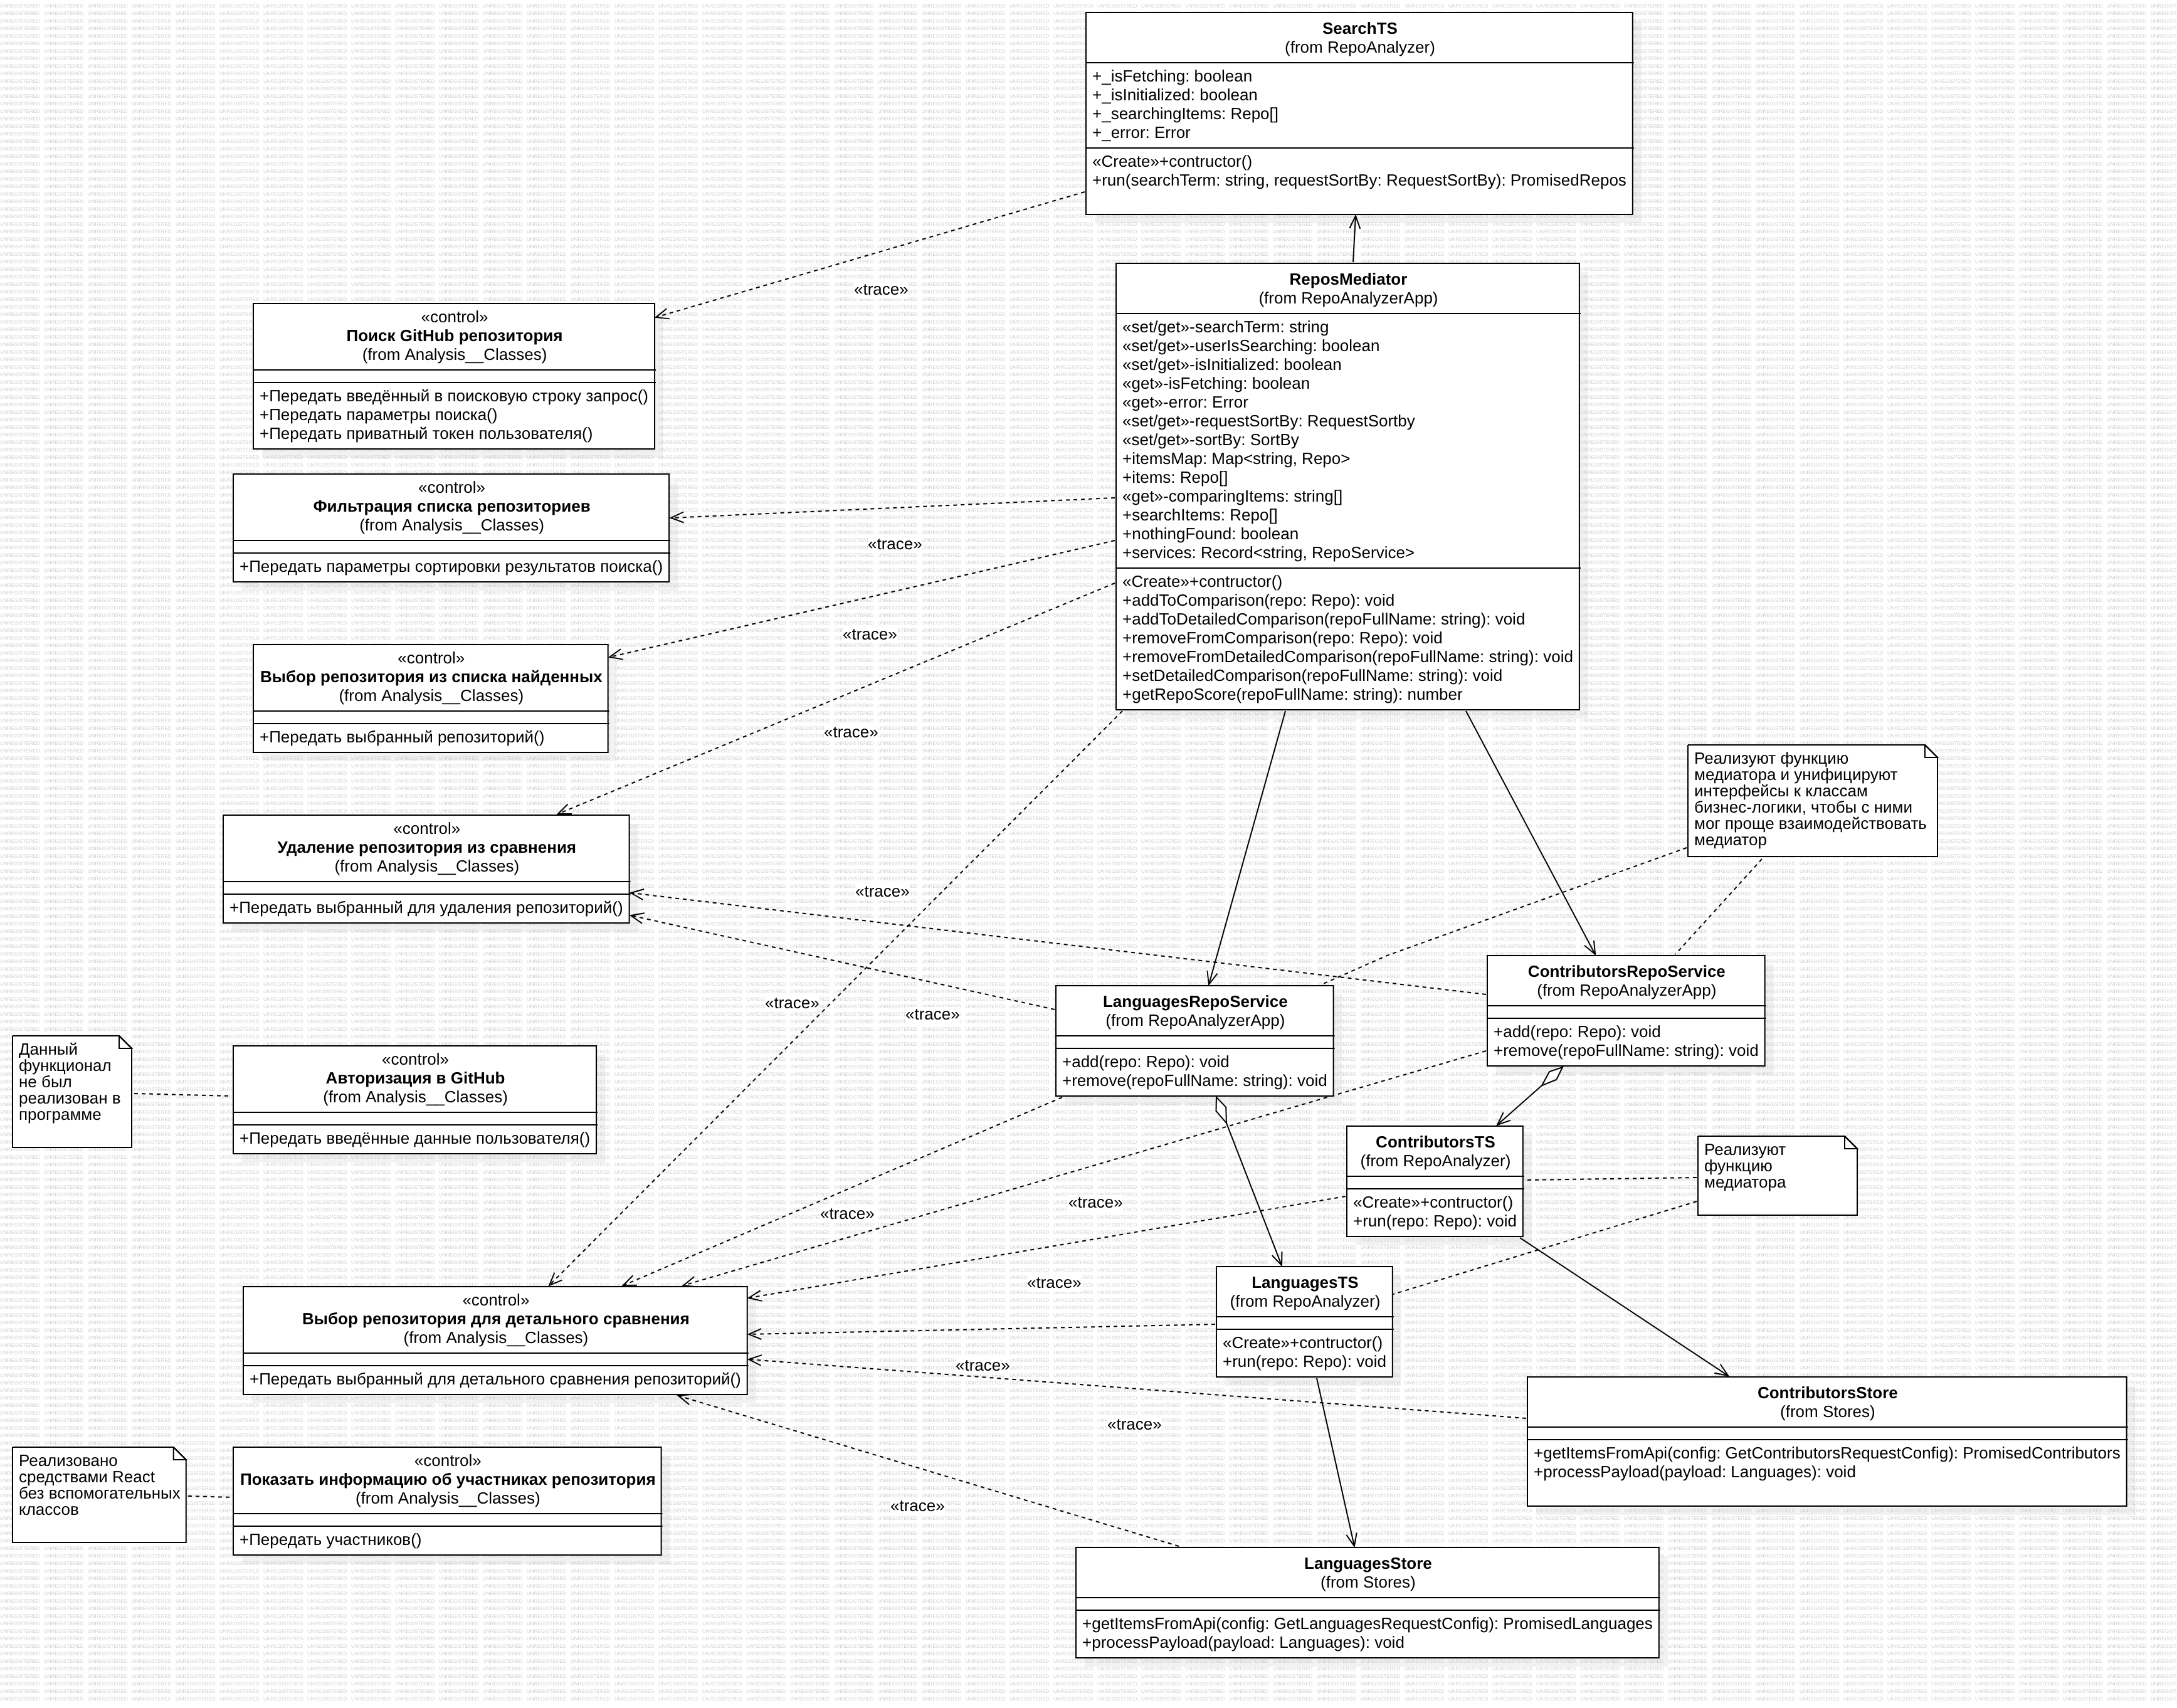 SearchTS
(from RepoAnalyzer)
+_isFetching: boolean
+_isInitialized: boolean
+_searchingItems: Repo[]
+_error: Error
«Create»+contructor()
+run(searchTerm: string, requestSortBy: RequestSortBy): PromisedRepos
«trace»
ReposMediator
(from RepoAnalyzerApp)
«set/get»-searchTerm: string
«set/get»-userIsSearching: boolean
«set/get»-isInitialized: boolean
«get»-isFetching: boolean
«get»-error: Error
«set/get»-requestSortBy: RequestSortby
«set/get»-sortBy: SortBy
+itemsMap: Map<string, Repo>
+items: Repo[]
«get»-comparingItems: string[]
+searchItems: Repo[]
+nothingFound: boolean
+services: Record<string, RepoService>
«Create»+contructor()
+addToComparison(repo: Repo): void
+addToDetailedComparison(repoFullName: string): void
+removeFromComparison(repo: Repo): void
+removeFromDetailedComparison(repoFullName: string): void
+setDetailedComparison(repoFullName: string): void
+getRepoScore(repoFullName: string): number
«control»
Поиск GitHub репозитория
(from Analysis__Classes)
+Передать введённый в поисковую строку запрос()
+Передать параметры поиска()
+Передать приватный токен пользователя()
«control»
Фильтрация списка репозиториев
(from Analysis__Classes)
+Передать параметры сортировки результатов поиска()
«trace»
«trace»
«control»
Выбор репозитория из списка найденных
(from Analysis__Classes)
+Передать выбранный репозиторий()
«trace»
Реализуют функцию
медиатора и унифицируют
интерфейсы к классам
бизнес-логики, чтобы с ними
мог проще взаимодействовать
медиатор
«control»
Удаление репозитория из сравнения
(from Analysis__Classes)
+Передать выбранный для удаления репозиторий()
«trace»
«trace»
«trace»
LanguagesRepoService
(from RepoAnalyzerApp)
+add(repo: Repo): void
+remove(repoFullName: string): void
ContributorsRepoService
(from RepoAnalyzerApp)
+add(repo: Repo): void
+remove(repoFullName: string): void
Данный
функционал
не был
реализован в
программе
«control»
Авторизация в GitHub
(from Analysis__Classes)
+Передать введённые данные пользователя()
ContributorsTS
(from RepoAnalyzer)
«Create»+contructor()
+run(repo: Repo): void
Реализуют
функцию
медиатора
«trace»
«trace»
«trace»
LanguagesTS
(from RepoAnalyzer)
«Create»+contructor()
+run(repo: Repo): void
«control»
Выбор репозитория для детального сравнения
(from Analysis__Classes)
+Передать выбранный для детального сравнения репозиторий()
«trace»
«trace»
ContributorsStore
(from Stores)
+getItemsFromApi(config: GetContributorsRequestConfig): PromisedContributors
+processPayload(payload: Languages): void
Реализовано
средствами React
без вспомогательных
классов
«control»
Показать информацию об участниках репозитория
(from Analysis__Classes)
+Передать участников()
«trace»
LanguagesStore
(from Stores)
+getItemsFromApi(config: GetLanguagesRequestConfig): PromisedLanguages
+processPayload(payload: Languages): void